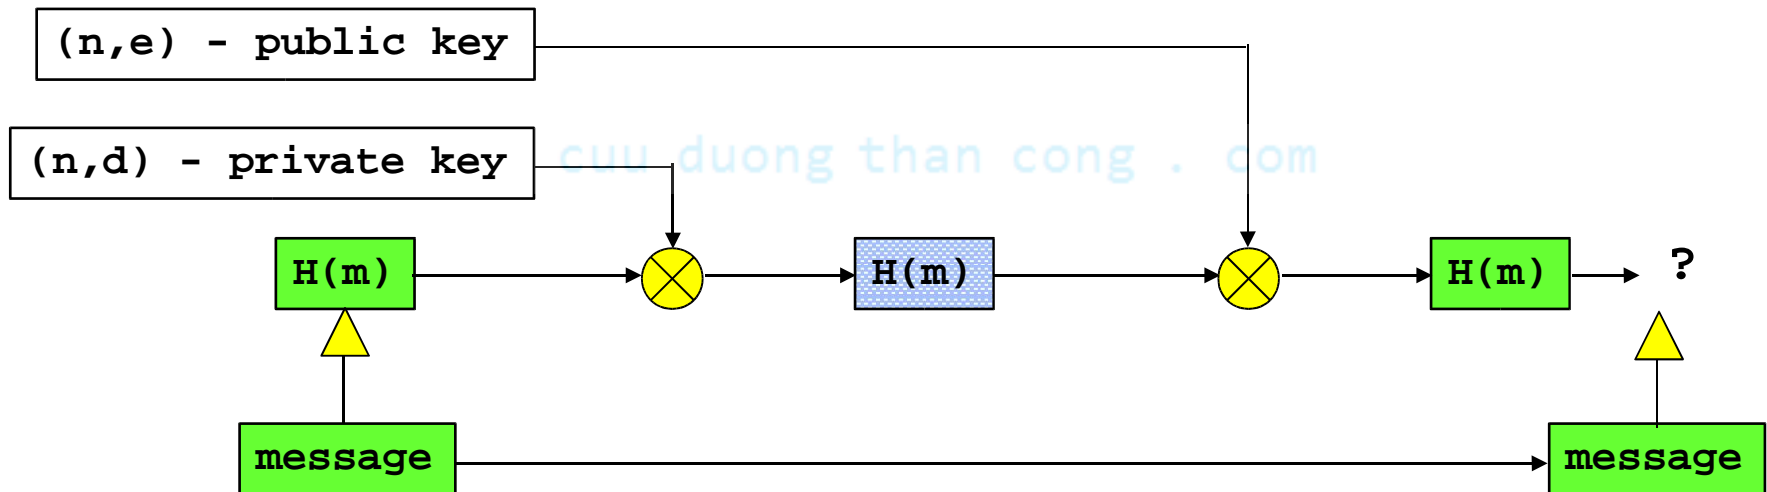 (n,e) - public key
cuu duong than cong . com
(n,d) - private key
H(m)
H(m)
H(m)
?
message
message